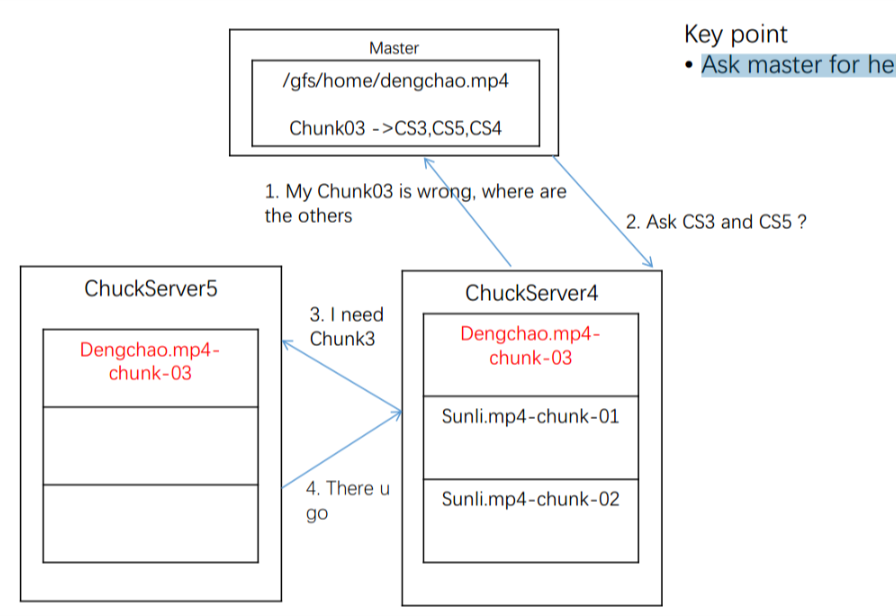 Key point
• Ask master for he
Master
/gfs/home/dengchao.mp4
Chunk03 ->CS3,CS5,CS4
1. My Chunk03 is wrong, where are
the others
2. Ask CS3 and CS5 ?
ChuckServer5
Dengchao.mp4-
chunk-03
3. I need
Chunk3
4. There u
go
ChuckServer4
Dengchao.mp4-
chunk-03
Sunli.mp4-chunk-01
Sunli.mp4-chunk-02